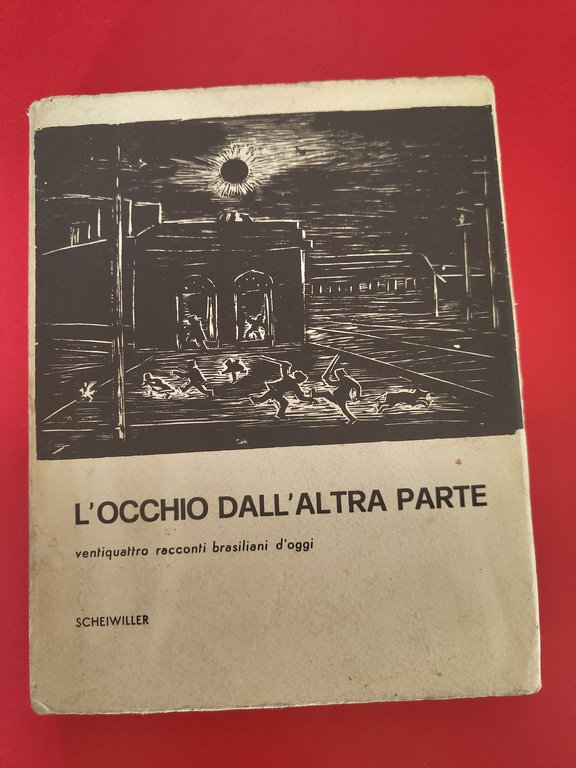 L'OCCHIO DALL'ALTRA PARTE
ventiquattro racconti brasiliani d'oggi
SCHEIWILLER